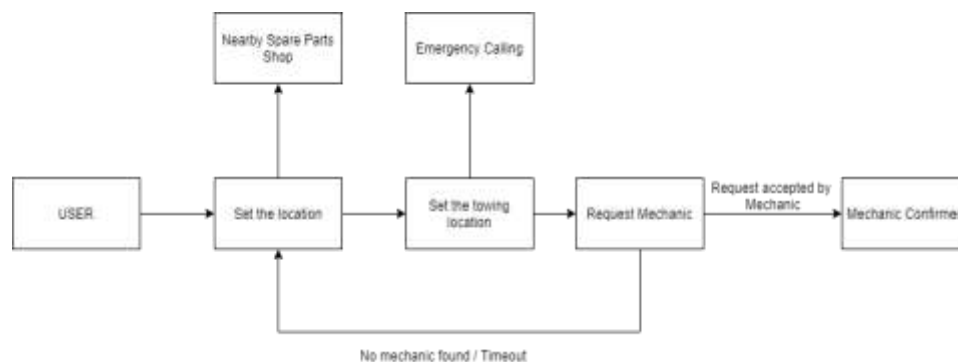 Nearby Spare Parts
Shop
Emergency Calling
USER
Set the location
Set the towing
location
Request Mechanic
Request accepted by
Mechanic
Mechanic Confirme
No mechanic found / Timeout